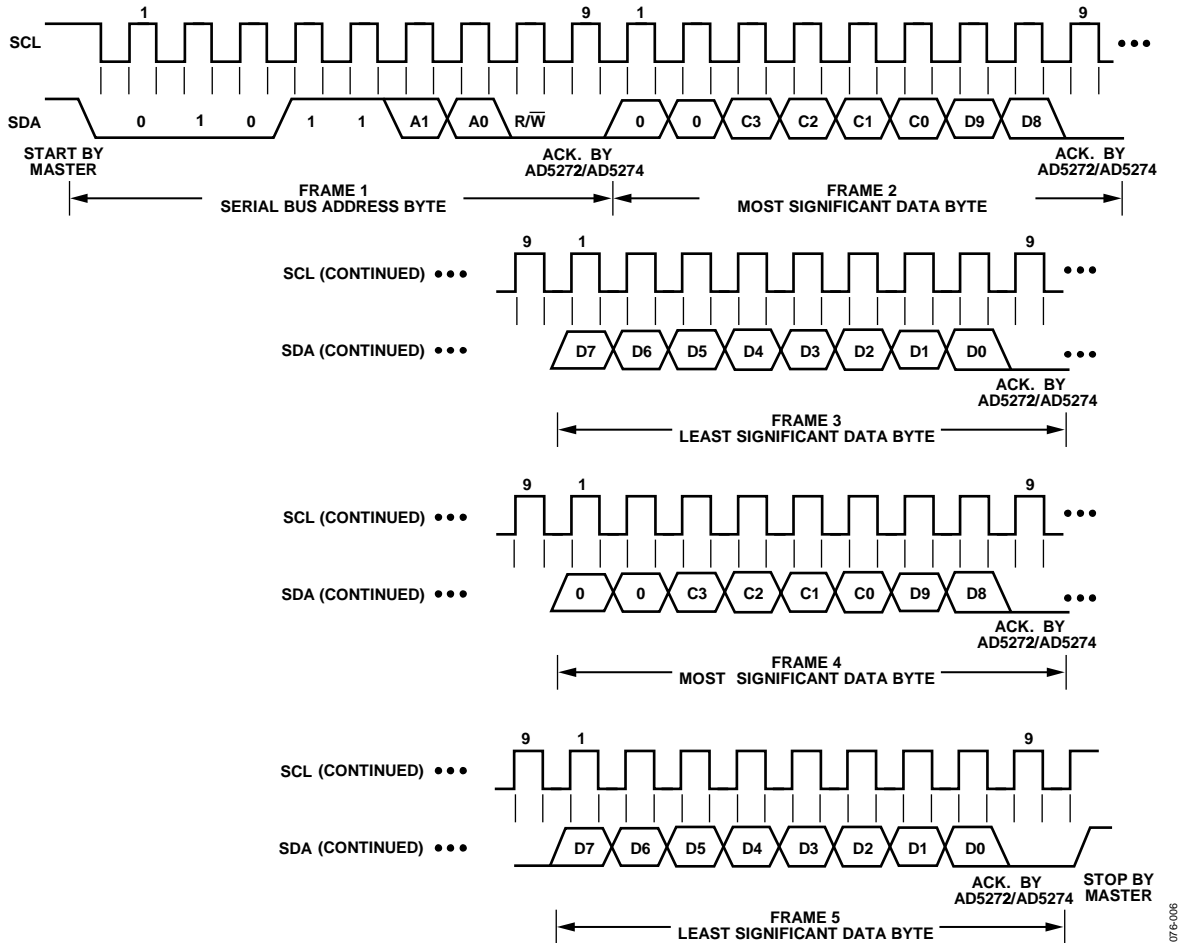 1 9 1 9
SCL
SDA 0 1 0 1 1 A1 A0 R/W̅ 0 0 C3 C2 C1 C0 D9 D8
START BY MASTER
ACK. BY AD5272/AD5274
ACK. BY AD5272/AD5274
FRAME 1
SERIAL BUS ADDRESS BYTE
FRAME 2
MOST SIGNIFICANT DATA BYTE
9 1 9
SCL (CONTINUED)
SDA (CONTINUED) D7 D6 D5 D4 D3 D2 D1 D0
ACK. BY
AD5272/AD5274
FRAME 3
LEAST SIGNIFICANT DATA BYTE
9 1 9
SCL (CONTINUED)
SDA (CONTINUED) 0 0 C3 C2 C1 C0 D9 D8
ACK. BY
AD5272/AD5274
FRAME 4
MOST SIGNIFICANT DATA BYTE
9 1 9
SCL (CONTINUED)
SDA (CONTINUED) D7 D6 D5 D4 D3 D2 D1 D0
ACK. BY
AD5272/AD5274
STOP BY
MASTER
FRAME 5
LEAST SIGNIFICANT DATA BYTE
076-006